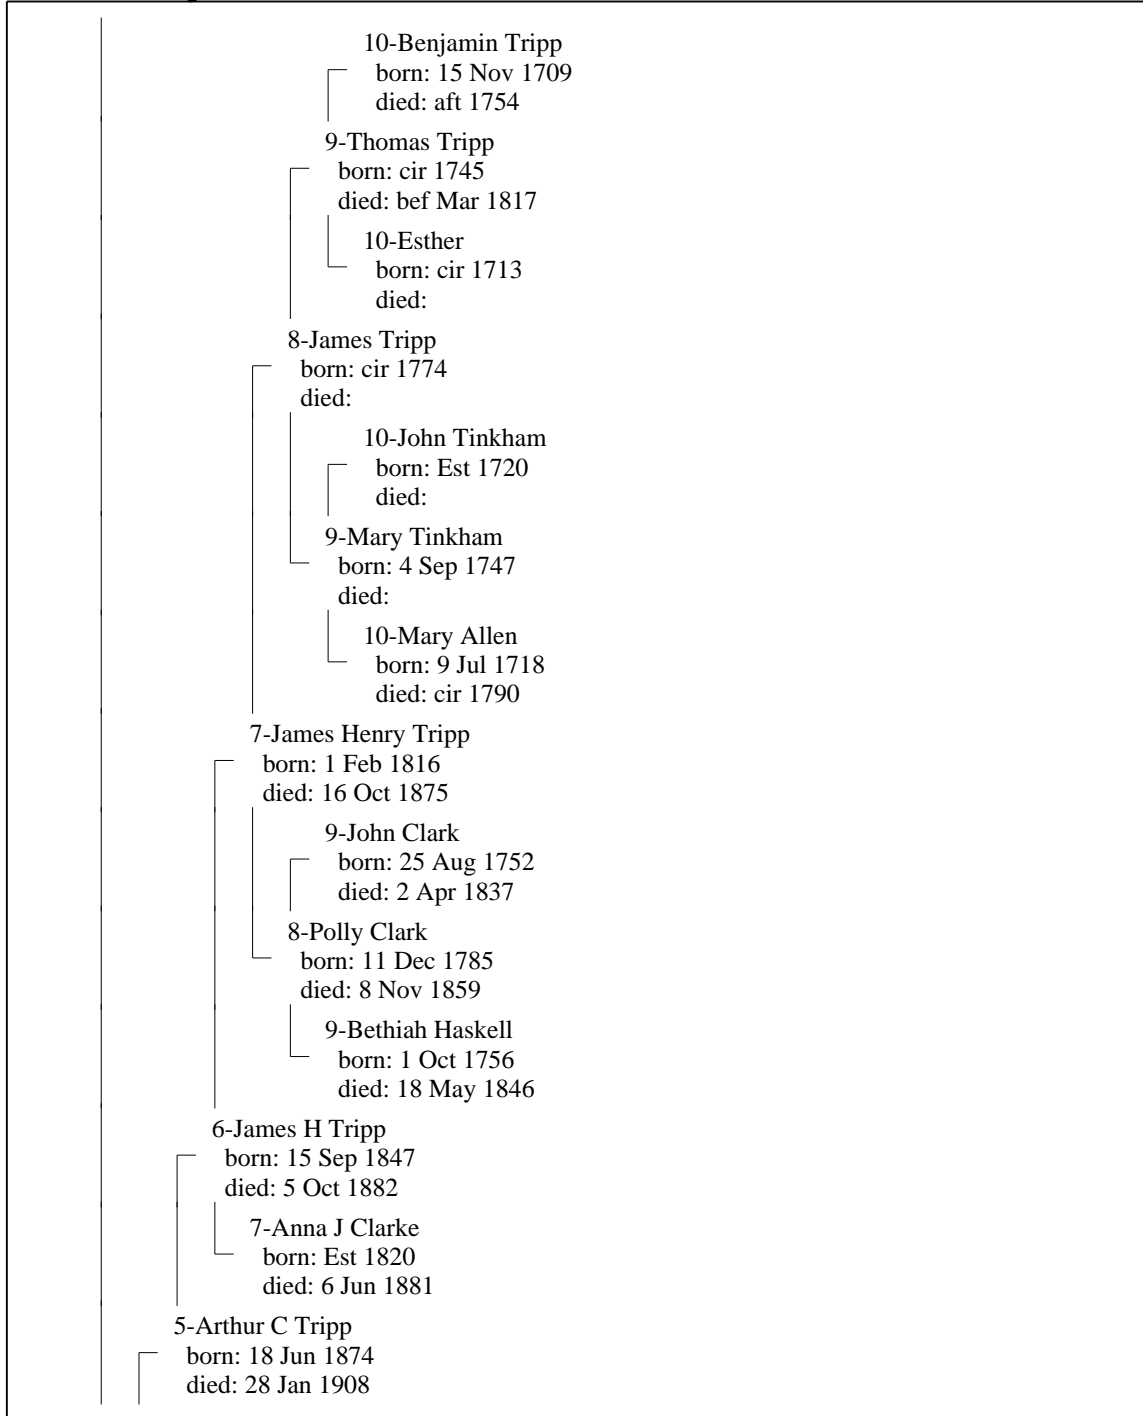 10-Benjamin Tripp
born: 15 Nov 1709
died: aft 1754
9-Thomas Tripp
born: cir 1745
died: bef Mar 1817
10-Esther
born: cir 1713
died:
8-James Tripp
born: cir 1774
died:
10-John Tinkham
born: Est 1720
died:
9-Mary Tinkham
born: 4 Sep 1747
died:
10-Mary Allen
born: 9 Jul 1718
died: cir 1790
7-James Henry Tripp
born: 1 Feb 1816
died: 16 Oct 1875
9-John Clark
born: 25 Aug 1752
died: 2 Apr 1837
8-Polly Clark
born: 11 Dec 1785
died: 8 Nov 1859
9-Bethiah Haskell
born: 1 Oct 1756
died: 18 May 1846
6-James H Tripp
born: 15 Sep 1847
died: 5 Oct 1882
7-Anna J Clarke
born: Est 1820
died: 6 Jun 1881
5-Arthur C Tripp
born: 18 Jun 1874
died: 28 Jan 1908